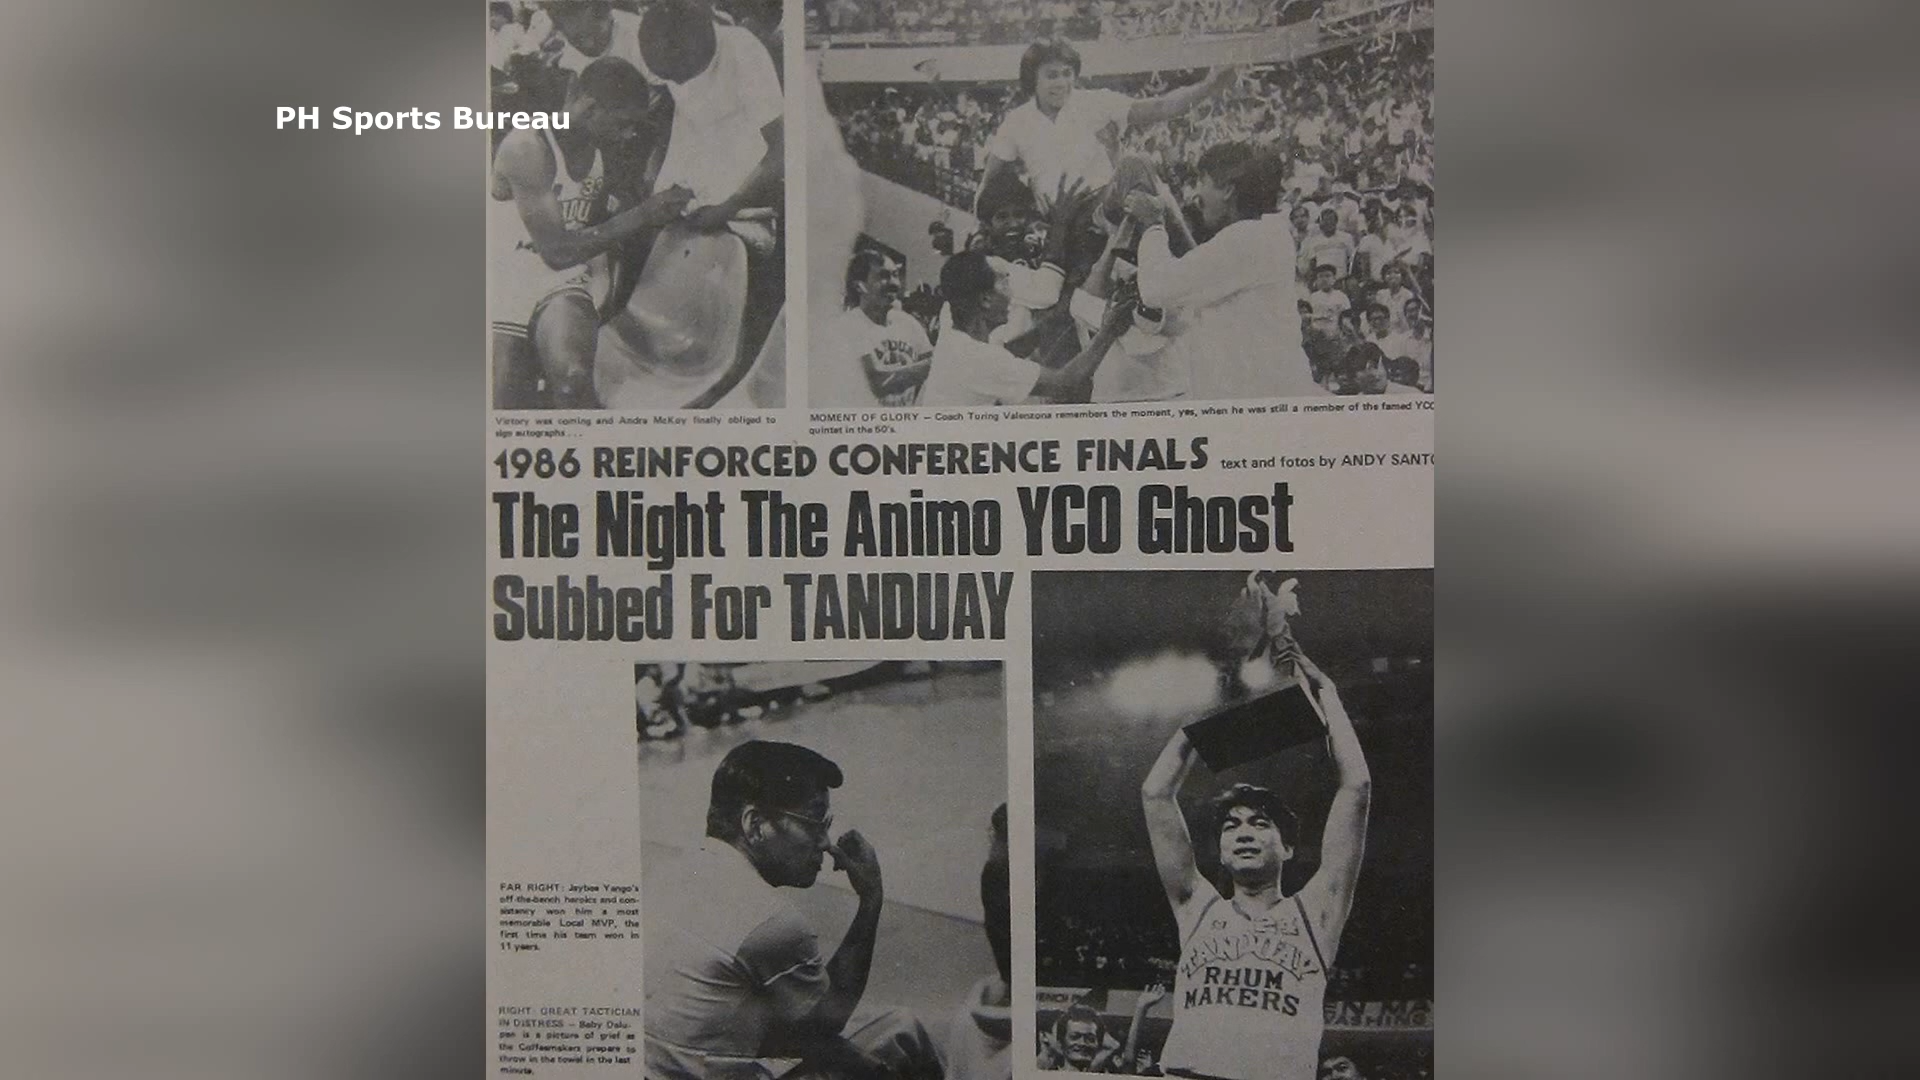 PH Sports Bureau
Victory was coming and Andre McKoy finally obliged to
sign autographs . . .
MOMENT OF GLORY – Coach Turing Valenzona remembers the moment, yes, when he was still a member of the famed YCO
quintet in the 60's.
1986 REINFORCED CONFERENCE FINALS
text and fotos by ANDY SANTO
The Night The Animo YCO Ghost
Subbed For TANDUAY
FAR RIGHT: Jaybee Yango's
off-the-bench heroics and con-
sistency won him a most
memorable Local MVP, the
first time his team won in
11 years.
RIGHT: GREAT TACTICIAN
IN DISTRESS – Baby Dalu-
pan is a picture of grief as
the Coffeemakers prepare to
throw in the towel in the last
minute.
33
TANDUAY
RHUM
MAKERS